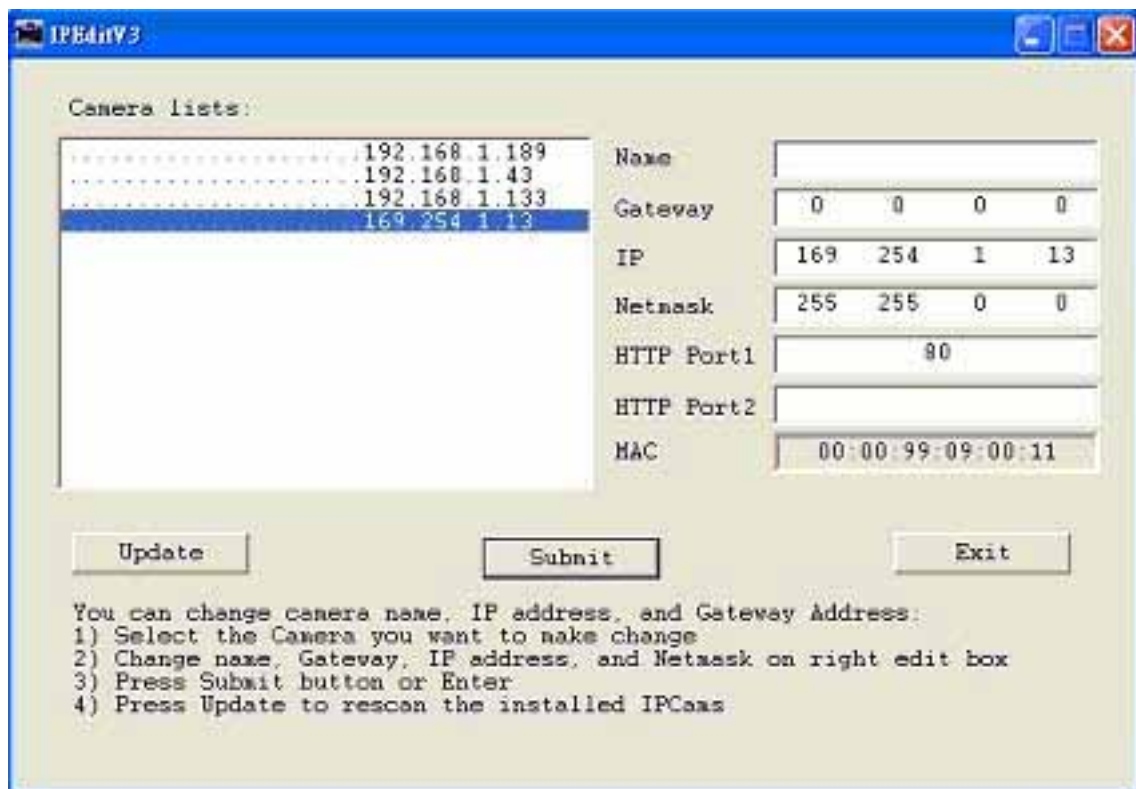 IPEditV3
Camera lists:
....................192.168.1.189
....................192.168.1.43
....................192.168.1.133
169.254.1.13
Name
Gateway 0 0 0 0
IP 169 254 1 13
Netmask 255 255 0 0
HTTP Port1 80
HTTP Port2
MAC 00:00:99:09:00:11
Update Submit Exit
You can change camera name, IP address, and Gateway Address:
1) Select the Camera you want to make change
2) Change name, Gateway, IP address, and Netmask on right edit box
3) Press Submit button or Enter
4) Press Update to rescan the installed IPCams